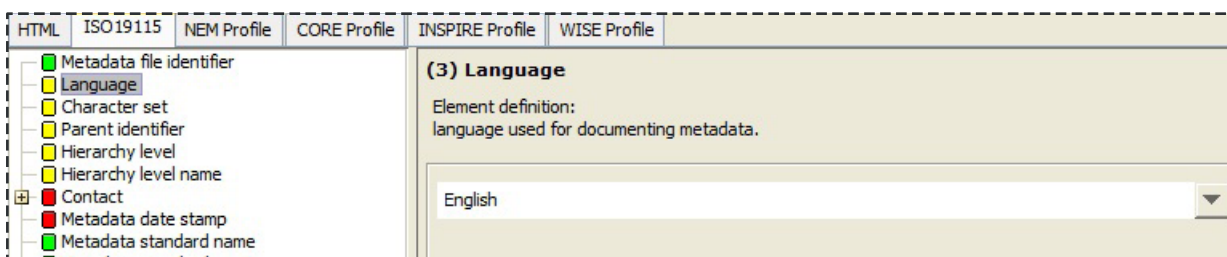 HTML ISO19115 NEM Profile CORE Profile INSPIRE Profile WISE Profile
Metadata file identifier
Language
Character set
Parent identifier
Hierarchy level
Hierarchy level name
Contact
Metadata date stamp
Metadata standard name
(3) Language
Element definition:
language used for documenting metadata.
English